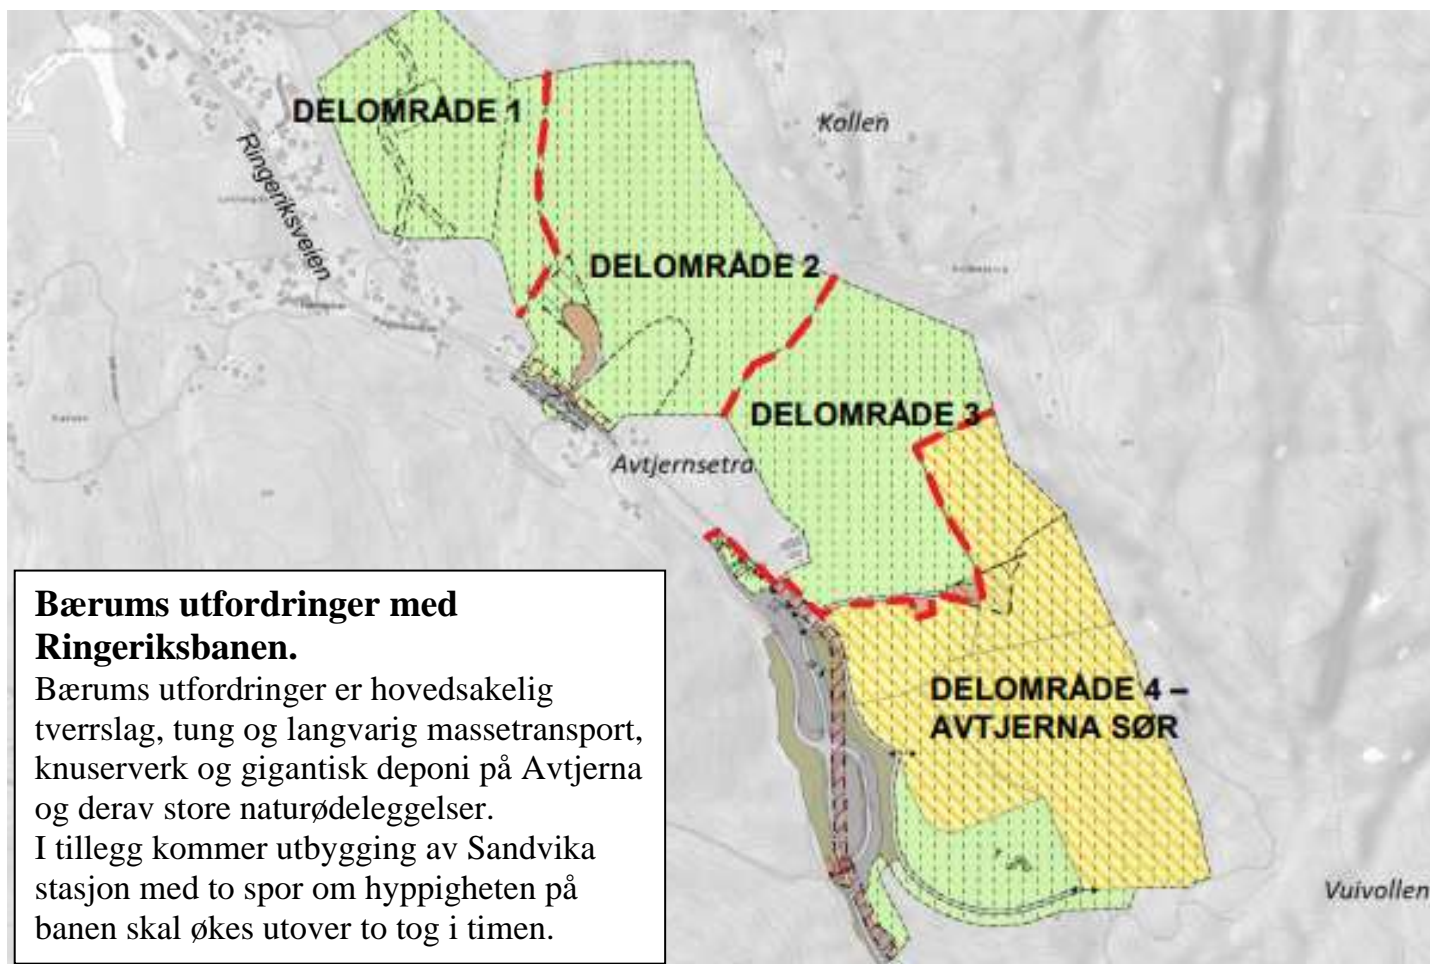 DELOMRÅDE 1
Kollen
Ringeriksveien
DELOMRÅDE 2
DELOMRÅDE 3
Avtjernsetra
DELOMRÅDE 4 –
AVTJERNA SØR
Vuivollen
Bærums utfordringer med
Ringeriksbanen.
Bærums utfordringer er hovedsakelig
tverrslag, tung og langvarig massetransport,
knuserverk og gigantisk deponi på Avtjerna
og derav store naturødeleggelser.
I tillegg kommer utbygging av Sandvika
stasjon med to spor om hyppigheten på
banen skal økes utover to tog i timen.